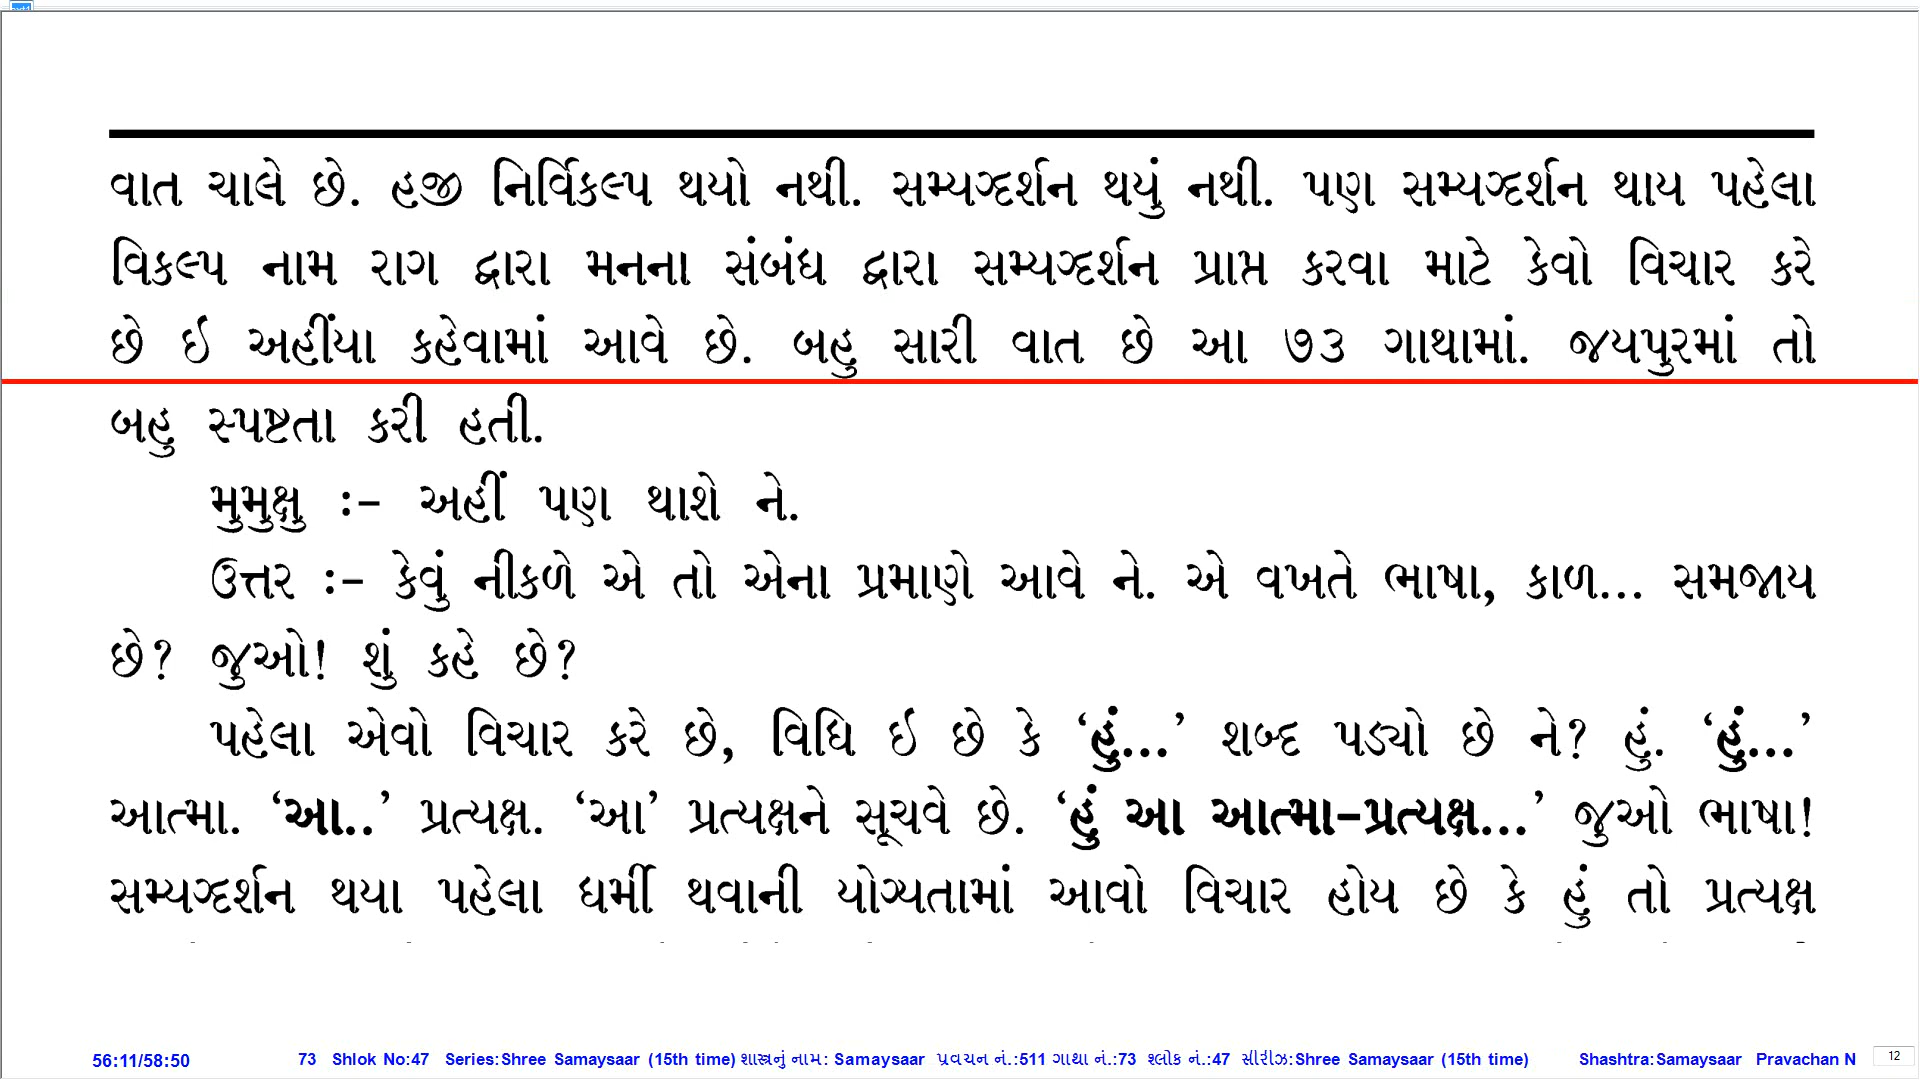 વાત ચાલે છે. હજી નિર્વિકલ્પ થયો નથી. સમ્યગ્દર્શન થયું નથી. પણ સમ્યગ્દર્શન થાય પહેલા
વિકલ્પ નામ રાગ દ્વારા મનના સંબંધ દ્વારા સમ્યગ્દર્શન પ્રાપ્ત કરવા માટે કેવો વિચાર કરે
છે ઈ અહીંયા કહેવામાં આવે છે. બહુ સારી વાત છે આ ૭૩ ગાથામાં. જયપુરમાં તો
બહુ સ્પષ્ટતા કરી હતી.
મુમુક્ષુ :- અહીં પણ થાશે ને.
ઉત્તર :- કેવું નીકળે એ તો એના પ્રમાણે આવે ને. એ વખતે ભાષા, કાળ... સમજાય
છે? જુઓ! શું કહે છે?
પહેલા એવો વિચાર કરે છે, વિધિ ઈ છે કે ‘હું...’ શબ્દ પડ્યો છે ને? હું. ‘હું...’
આત્મા. ‘આ..’ પ્રત્યક્ષ. ‘આ’ પ્રત્યક્ષને સૂચવે છે. ‘હું આ આત્મા-પ્રત્યક્ષ...’ જુઓ ભાષા!
સમ્યગ્દર્શન થયા પહેલા ધર્મી થવાની યોગ્યતામાં આવો વિચાર હોય છે કે હું તો પ્રત્યક્ષ
56:11/58:50 73 Shlok No:47 Series:Shree Samaysaar (15th time) શાસ્ત્રનું નામ: Samaysaar પ્રવચન નં.:511 ગાથા નં.:73 શ્લોક નં.:47 સીરીઝ:Shree Samaysaar (15th time) Shashtra:Samaysaar Pravachan N 12